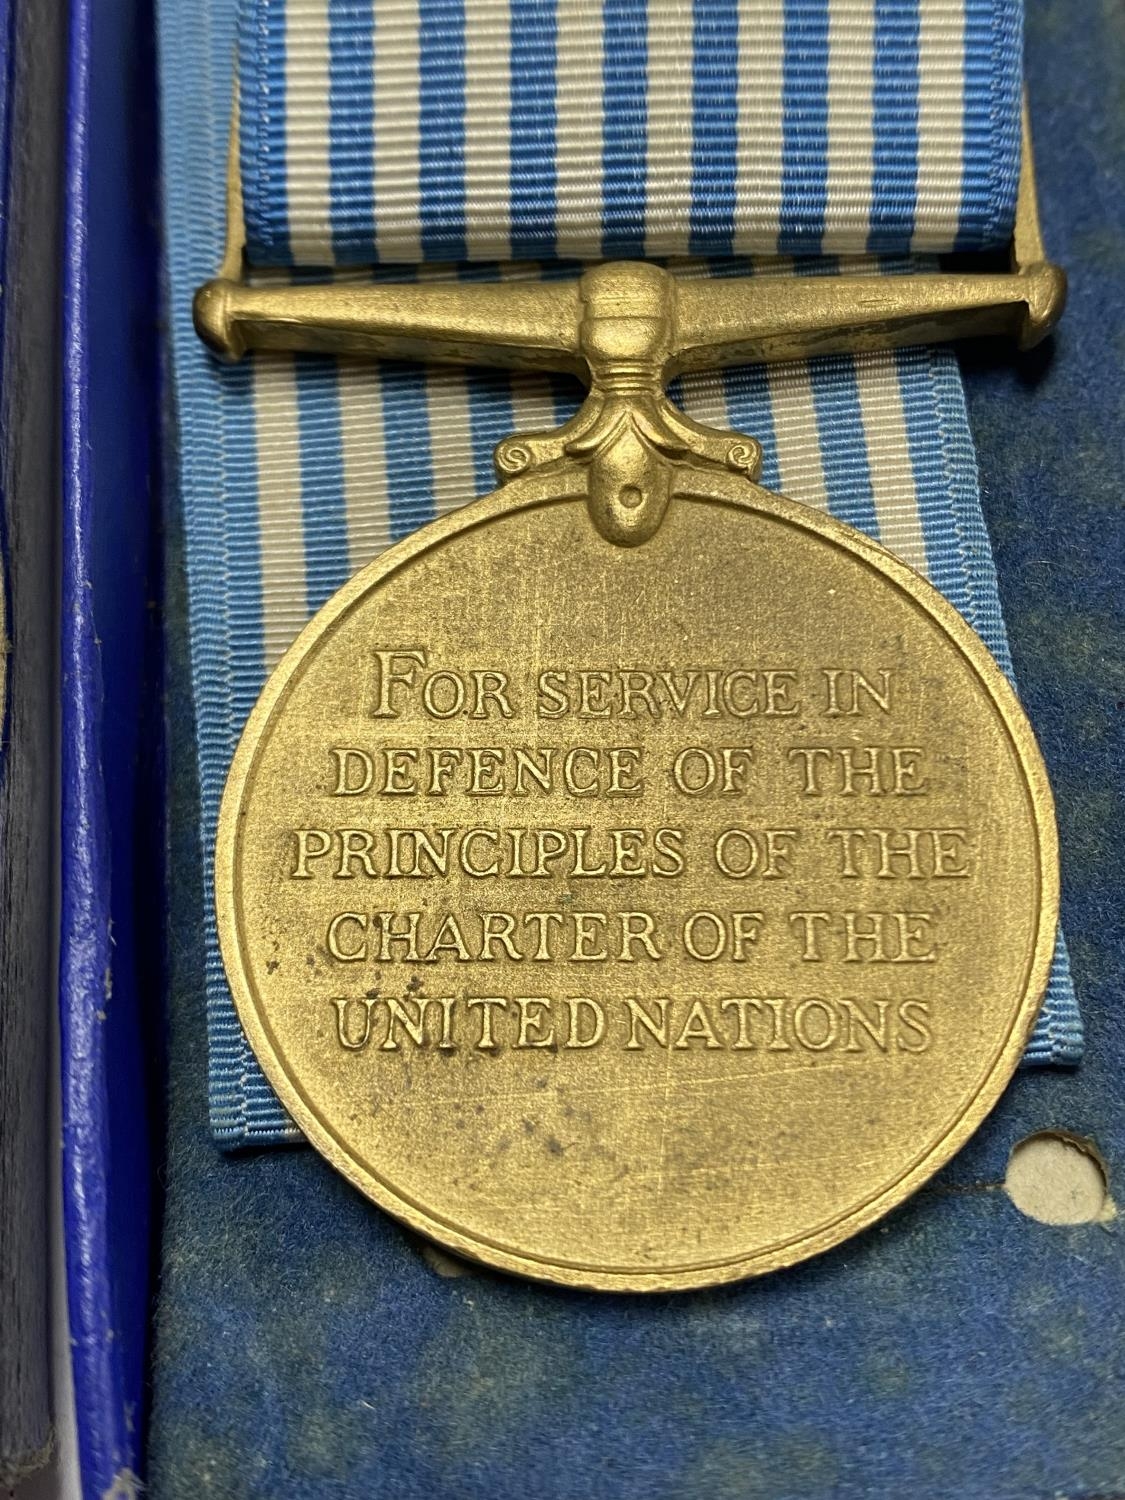 FOR SERVICE IN
DEFENCE OF THE
PRINCIPLES OF THE
CHARTER OF THE
UNITED NATIONS